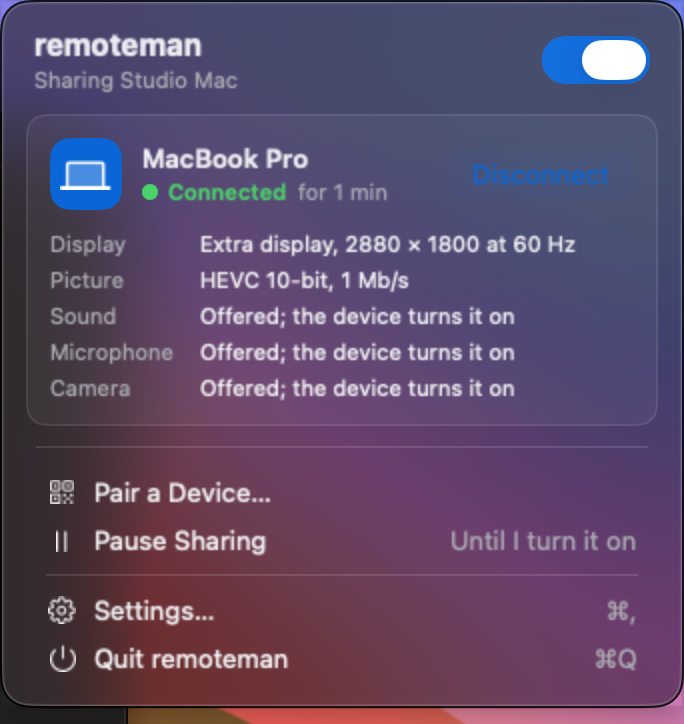 remoteman
Sharing Studio Mac
MacBook Pro
Connected for 1 min
Disconnect
Display Extra display, 2880 × 1800 at 60 Hz
Picture HEVC 10-bit, 1 Mb/s
Sound Offered; the device turns it on
Microphone Offered; the device turns it on
Camera Offered; the device turns it on
Pair a Device...
Pause Sharing Until I turn it on
Settings... ⌘,
Quit remoteman ⌘Q